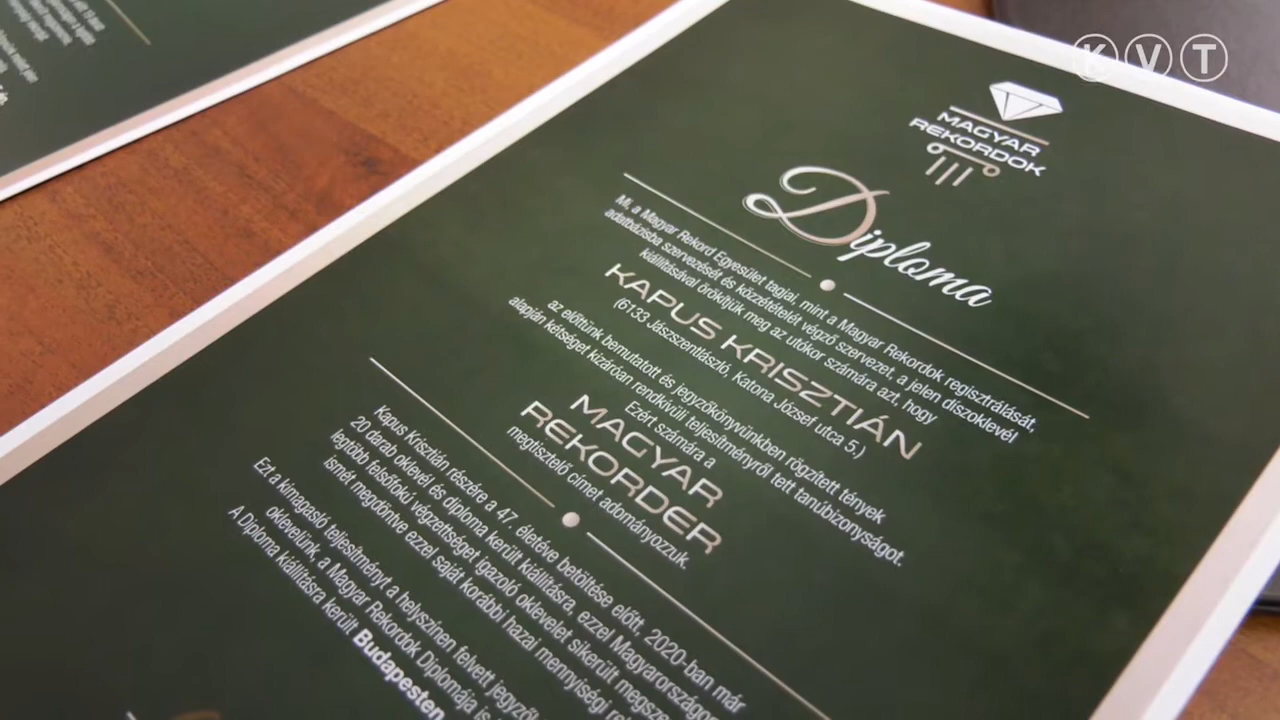 KVT
MAGYAR
REKORDOK
Diploma
Mi, a Magyar Rekord Egyesület tagjai, mint a Magyar Rekordok regisztrálását,
adatbázisba szervezését és közzétételét végző szervezet, a jelen díszoklevél
kiállításával örökítjük meg az utókor számára azt, hogy
KAPUS KRISZTIÁN
(6133 Jászszentlászló, Katona József utca 5.)
az előttünk bemutatott és jegyzőkönyvünkben rögzített tények
alapján kétséget kizáróan rendkívüli teljesítményről tett tanúbizonyságot.
Ezért számára a
MAGYAR
REKORDER
megtisztelő címet adományozzuk.
Kapus Krisztián részére a 47. életéve betöltése előtt, 2020-ban már
20 darab oklevél és diploma került kiállításra, ezzel Magyarországon
legtöbb felsőfokú végzettséget igazoló oklevelet sikerült
ismét megdöntve ezzel saját korábbi hazai mennyiségi
Ezt a kimagasló teljesítményt a helyszínen felvett
oklevelünk, a Magyar Rekordok Diplomája
A Diploma kiállításra került Budapesten